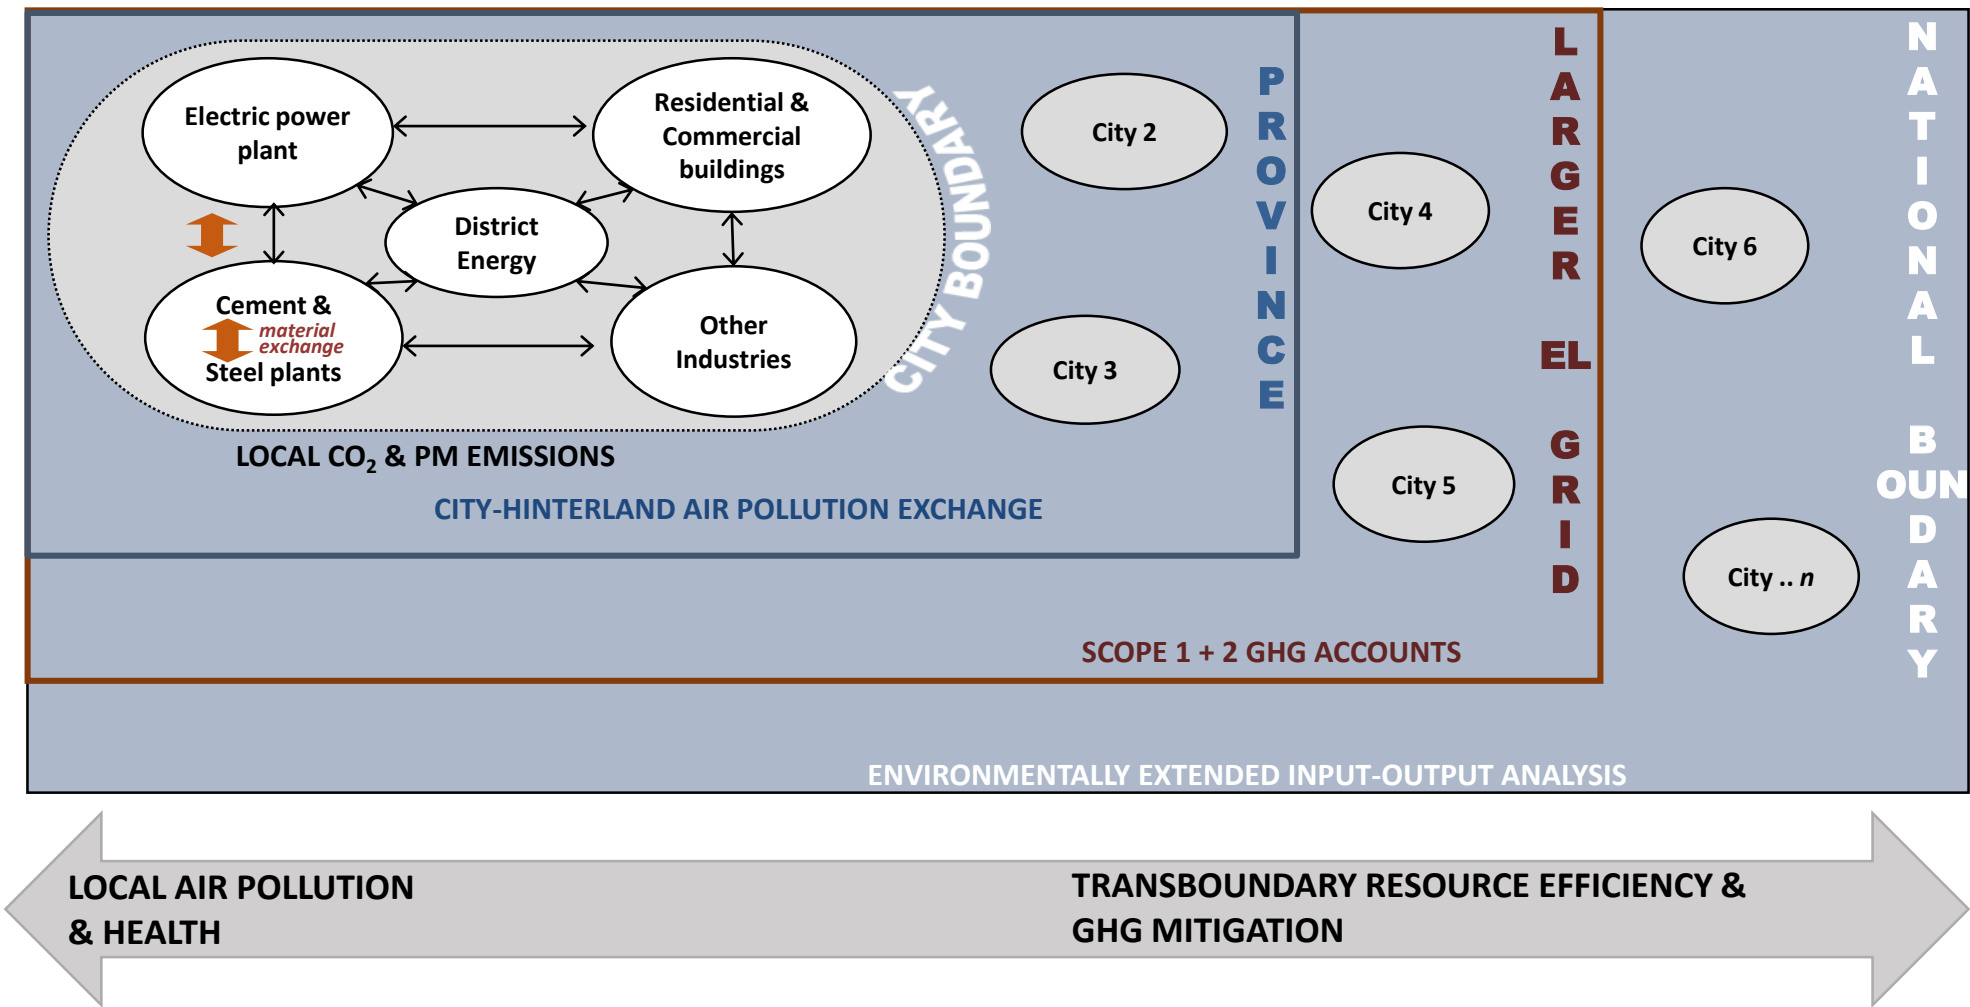 Electric power
plant
Residential &
Commercial
buildings
District
Energy
Cement &
material
exchange
Steel plants
Other
Industries
CITY BOUNDARY
LOCAL CO₂ & PM EMISSIONS
City 2
City 3
PROVINCE
CITY-HINTERLAND AIR POLLUTION EXCHANGE
City 4
City 5
LARGER
EL
GRID
SCOPE 1 + 2 GHG ACCOUNTS
City 6
City .. n
NATIONAL
BOUNDARY
ENVIRONMENTALLY EXTENDED INPUT-OUTPUT ANALYSIS
LOCAL AIR POLLUTION
& HEALTH
TRANSBOUNDARY RESOURCE EFFICIENCY &
GHG MITIGATION